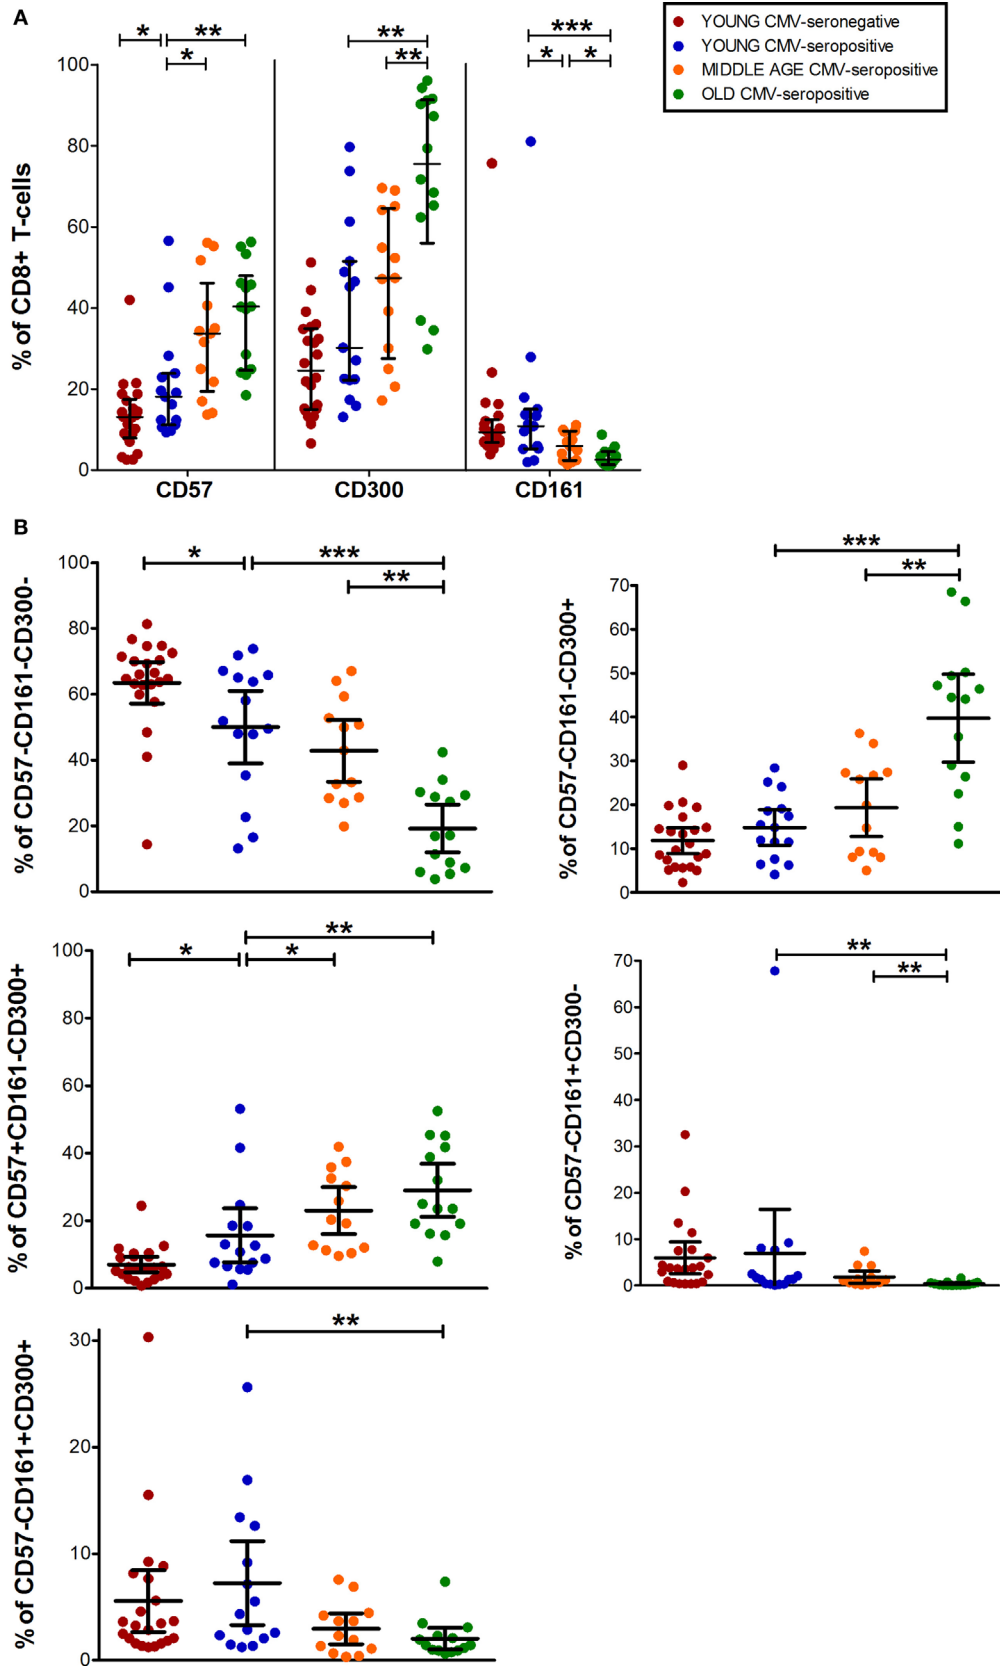 A
YOUNG CMV-seronegative
YOUNG CMV-seropositive
MIDDLE AGE CMV-seropositive
OLD CMV-seropositive
* ** *
** **
*** * *
% of CD8+ T-cells
100
80
60
40
20
0
CD57 CD300 CD161
B
% of CD57-CD161-CD300-
100
80
60
40
20
0
* *** **
% of CD57-CD161-CD300+
70
60
50
40
30
20
10
0
*** **
% of CD57+CD161-CD300+
100
80
60
40
20
0
* ** *
% of CD57-CD161+CD300-
70
60
50
40
30
20
10
0
** **
% of CD57-CD161+CD300+
30
20
10
0
**